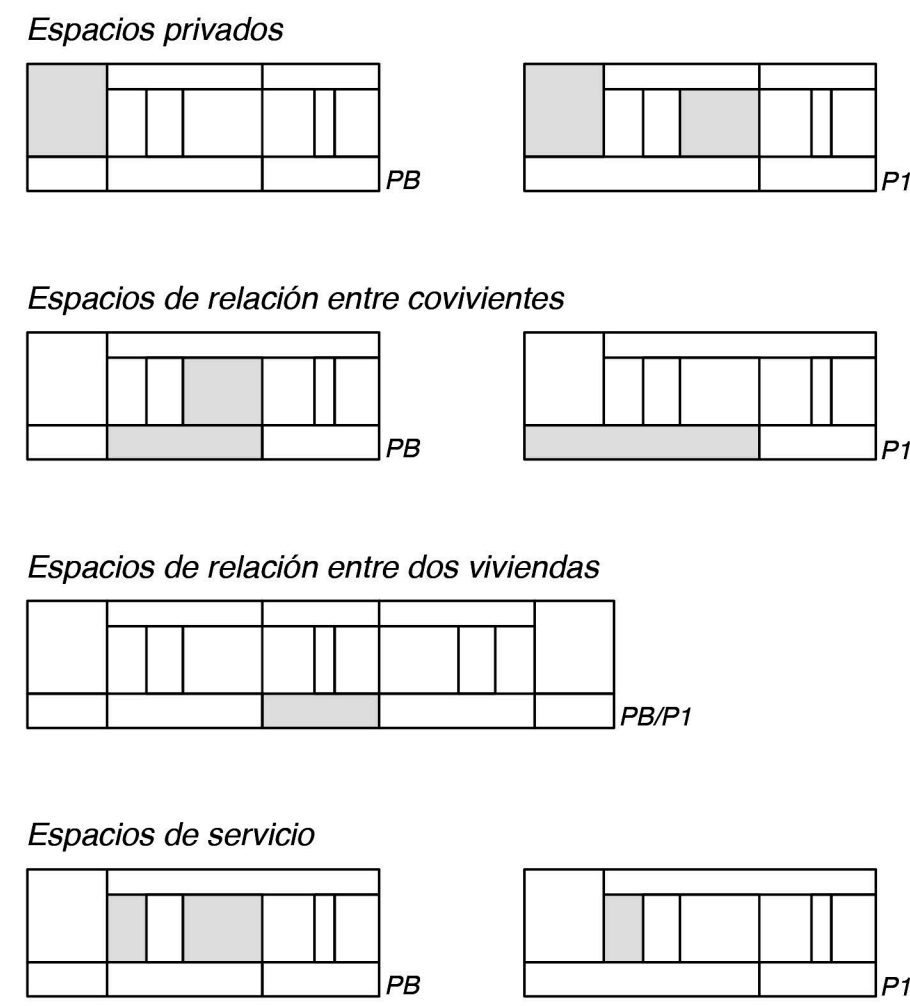 Espacios privados
PB
P1
Espacios de relación entre covivientes
PB
P1
Espacios de relación entre dos viviendas
PB/P1
Espacios de servicio
PB
P1